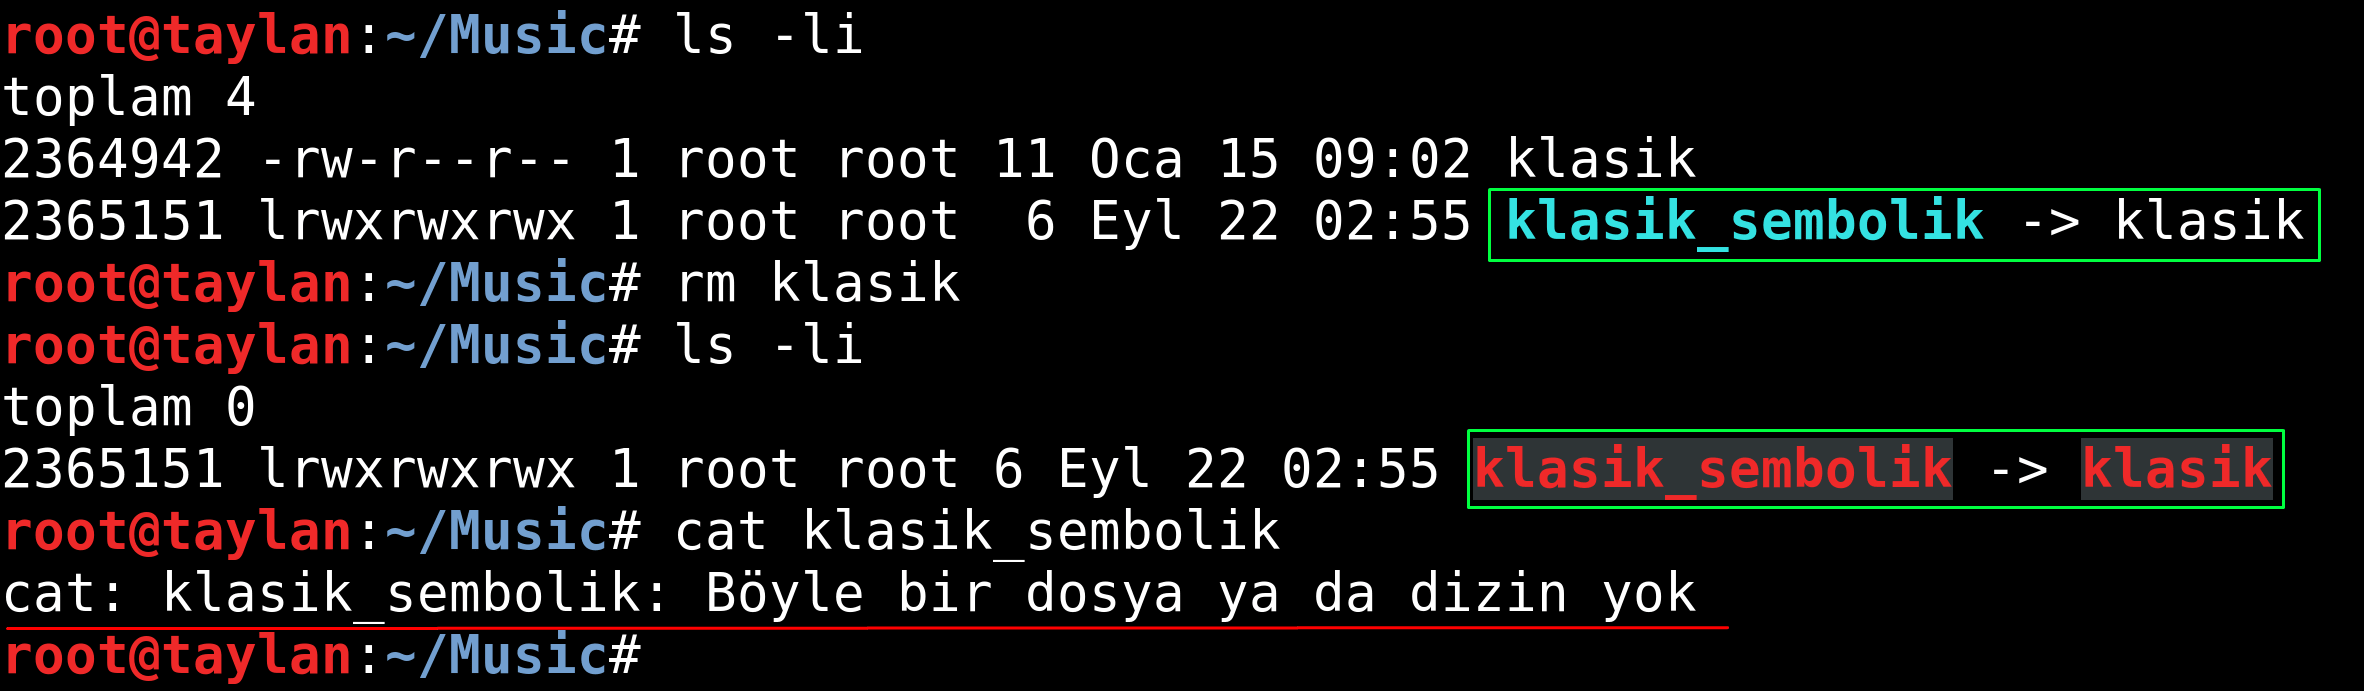 root@taylan:~/Music# ls -li
toplam 4
2364942 -rw-r--r-- 1 root root 11 Oca 15 09:02 klasik
2365151 lrwxrwxrwx 1 root root  6 Eyl 22 02:55 klasik_sembolik -> klasik
root@taylan:~/Music# rm klasik
root@taylan:~/Music# ls -li
toplam 0
2365151 lrwxrwxrwx 1 root root 6 Eyl 22 02:55 klasik_sembolik -> klasik
root@taylan:~/Music# cat klasik_sembolik
cat: klasik_sembolik: Böyle bir dosya ya da dizin yok
root@taylan:~/Music#